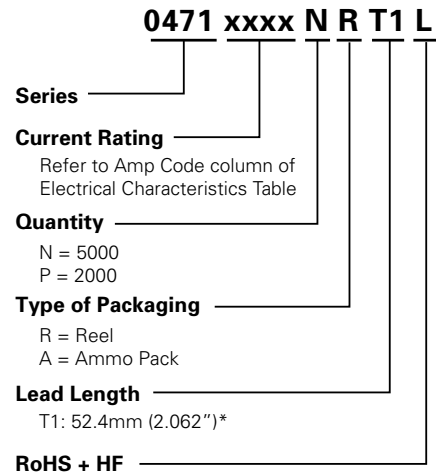 0471 xxxx N R T1 L
Series
Current Rating
Refer to Amp Code column of
Electrical Characteristics Table
Quantity
N = 5000
P = 2000
Type of Packaging
R = Reel
A = Ammo Pack
Lead Length
T1: 52.4mm (2.062”)*
RoHS + HF